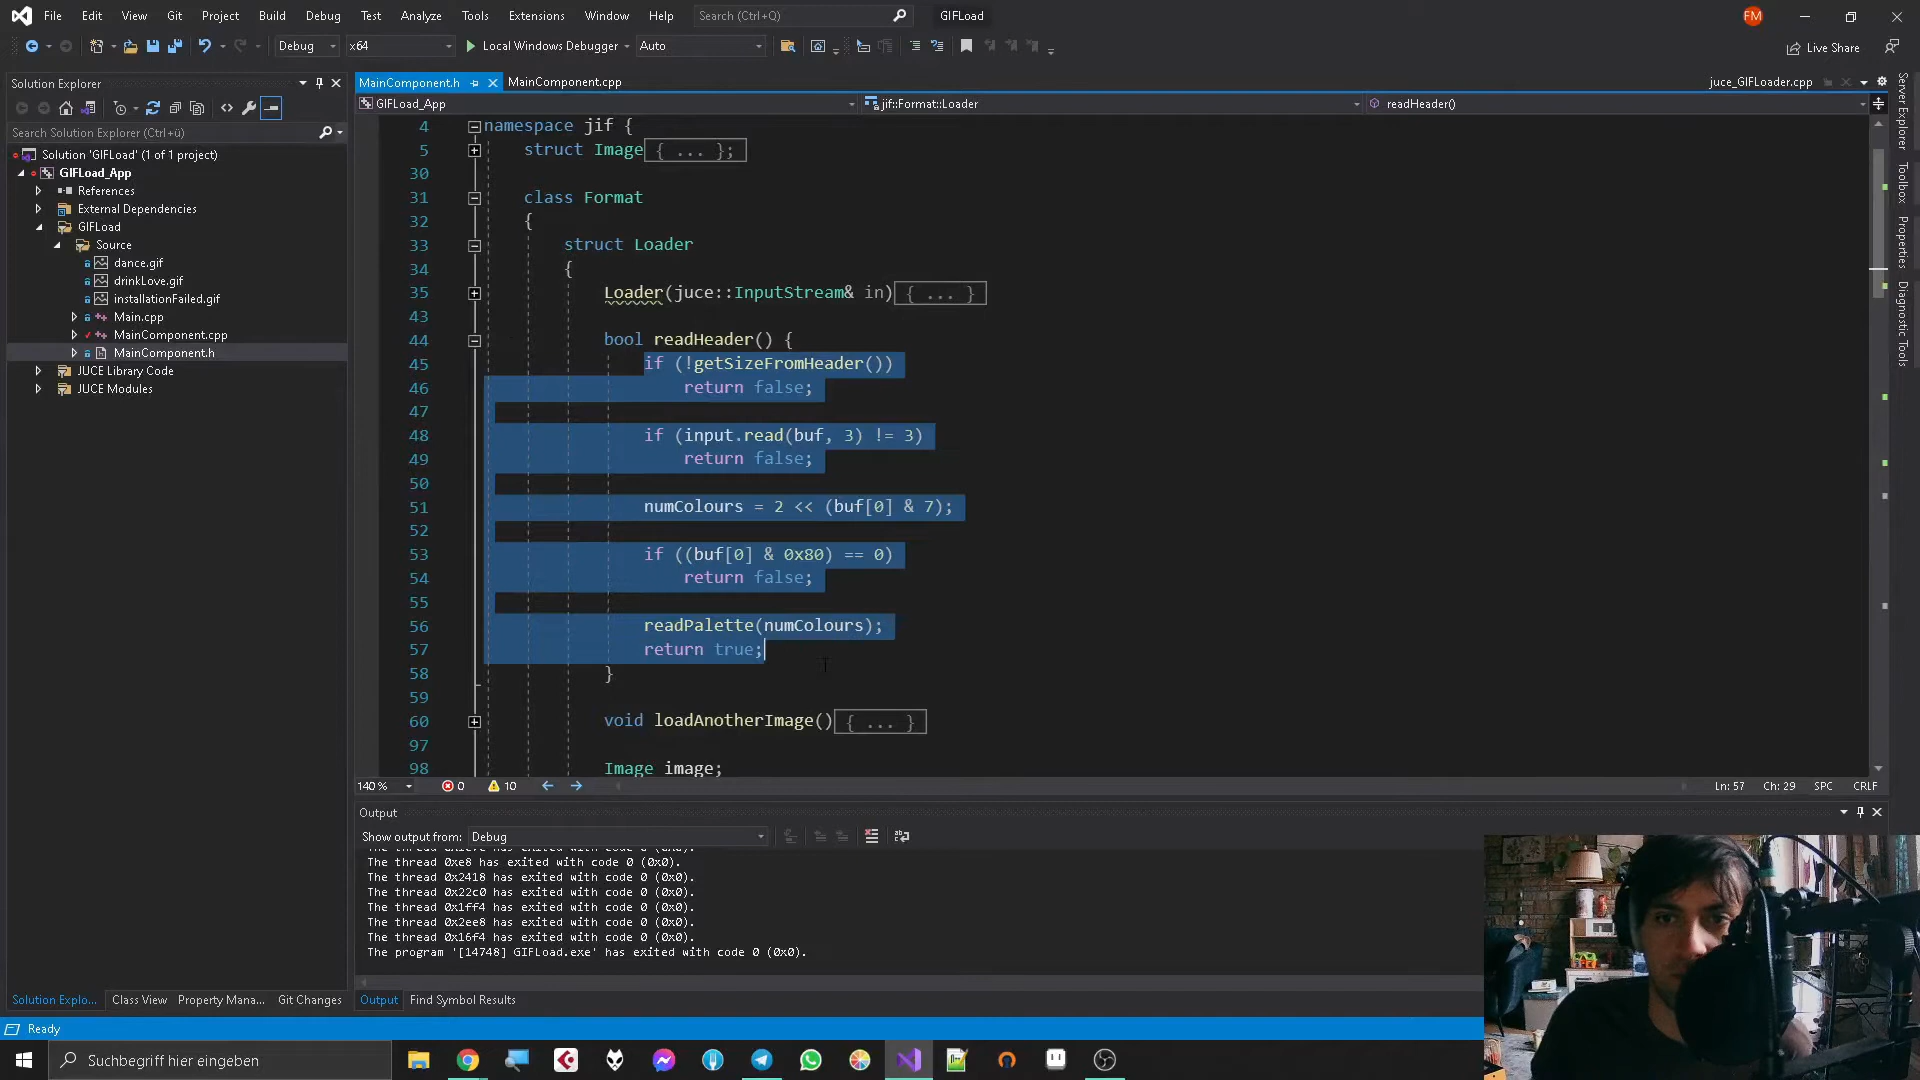 File Edit View Git Project Build Debug Test Analyze Tools Extensions Window Help Search (Ctrl+Q) GIFLoad FM
Debug x64 Local Windows Debugger Auto Live Share
Solution Explorer
Search Solution Explorer (Ctrl+ü)
Solution 'GIFLoad' (1 of 1 project)
GIFLoad_App
References
External Dependencies
GIFLoad
Source
dance.gif
drinkLove.gif
installationFailed.gif
Main.cpp
MainComponent.cpp
MainComponent.h
JUCE Library Code
JUCE Modules
Solution Explo... Class View Property Mana... Git Changes
MainComponent.h MainComponent.cpp juce_GIFLoader.cpp
GIFLoad_App jif::Format::Loader readHeader()
4 namespace jif {
5 struct Image { ... };
30
31 class Format
32 {
33 struct Loader
34 {
35 Loader(juce::InputStream& in) { ... }
43
44 bool readHeader() {
45 if (!getSizeFromHeader())
46 return false;
47
48 if (input.read(buf, 3) != 3)
49 return false;
50
51 numColours = 2 << (buf[0] & 7);
52
53 if ((buf[0] & 0x80) == 0)
54 return false;
55
56 readPalette(numColours);
57 return true;
58 }
59
60 void loadAnotherImage() { ... }
97
98 Image image;
140 % 0 10 Ln: 57 Ch: 29 SPC CRLF
Output
Show output from: Debug
The thread 0xe8 has exited with code 0 (0x0).
The thread 0x2418 has exited with code 0 (0x0).
The thread 0x22c0 has exited with code 0 (0x0).
The thread 0x1ff4 has exited with code 0 (0x0).
The thread 0x2ee8 has exited with code 0 (0x0).
The thread 0x16f4 has exited with code 0 (0x0).
The program '[14748] GIFLoad.exe' has exited with code 0 (0x0).
Output Find Symbol Results
Server Explorer
Toolbox
Properties
Diagnostic Tools
Ready
Suchbegriff hier eingeben